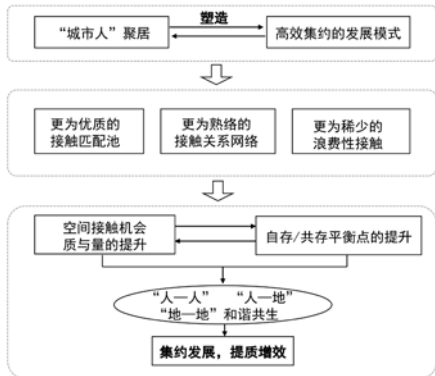 塑造
“城市人”聚居
高效集约的发展模式
更为优质的
接触匹配池
更为熟络的
接触关系网络
更为稀少的
浪费性接触
空间接触机会
质与量的提升
自存/共存平衡点的提升
“人—人” “人—地”
“地—地”和谐共生
集约发展，提质增效